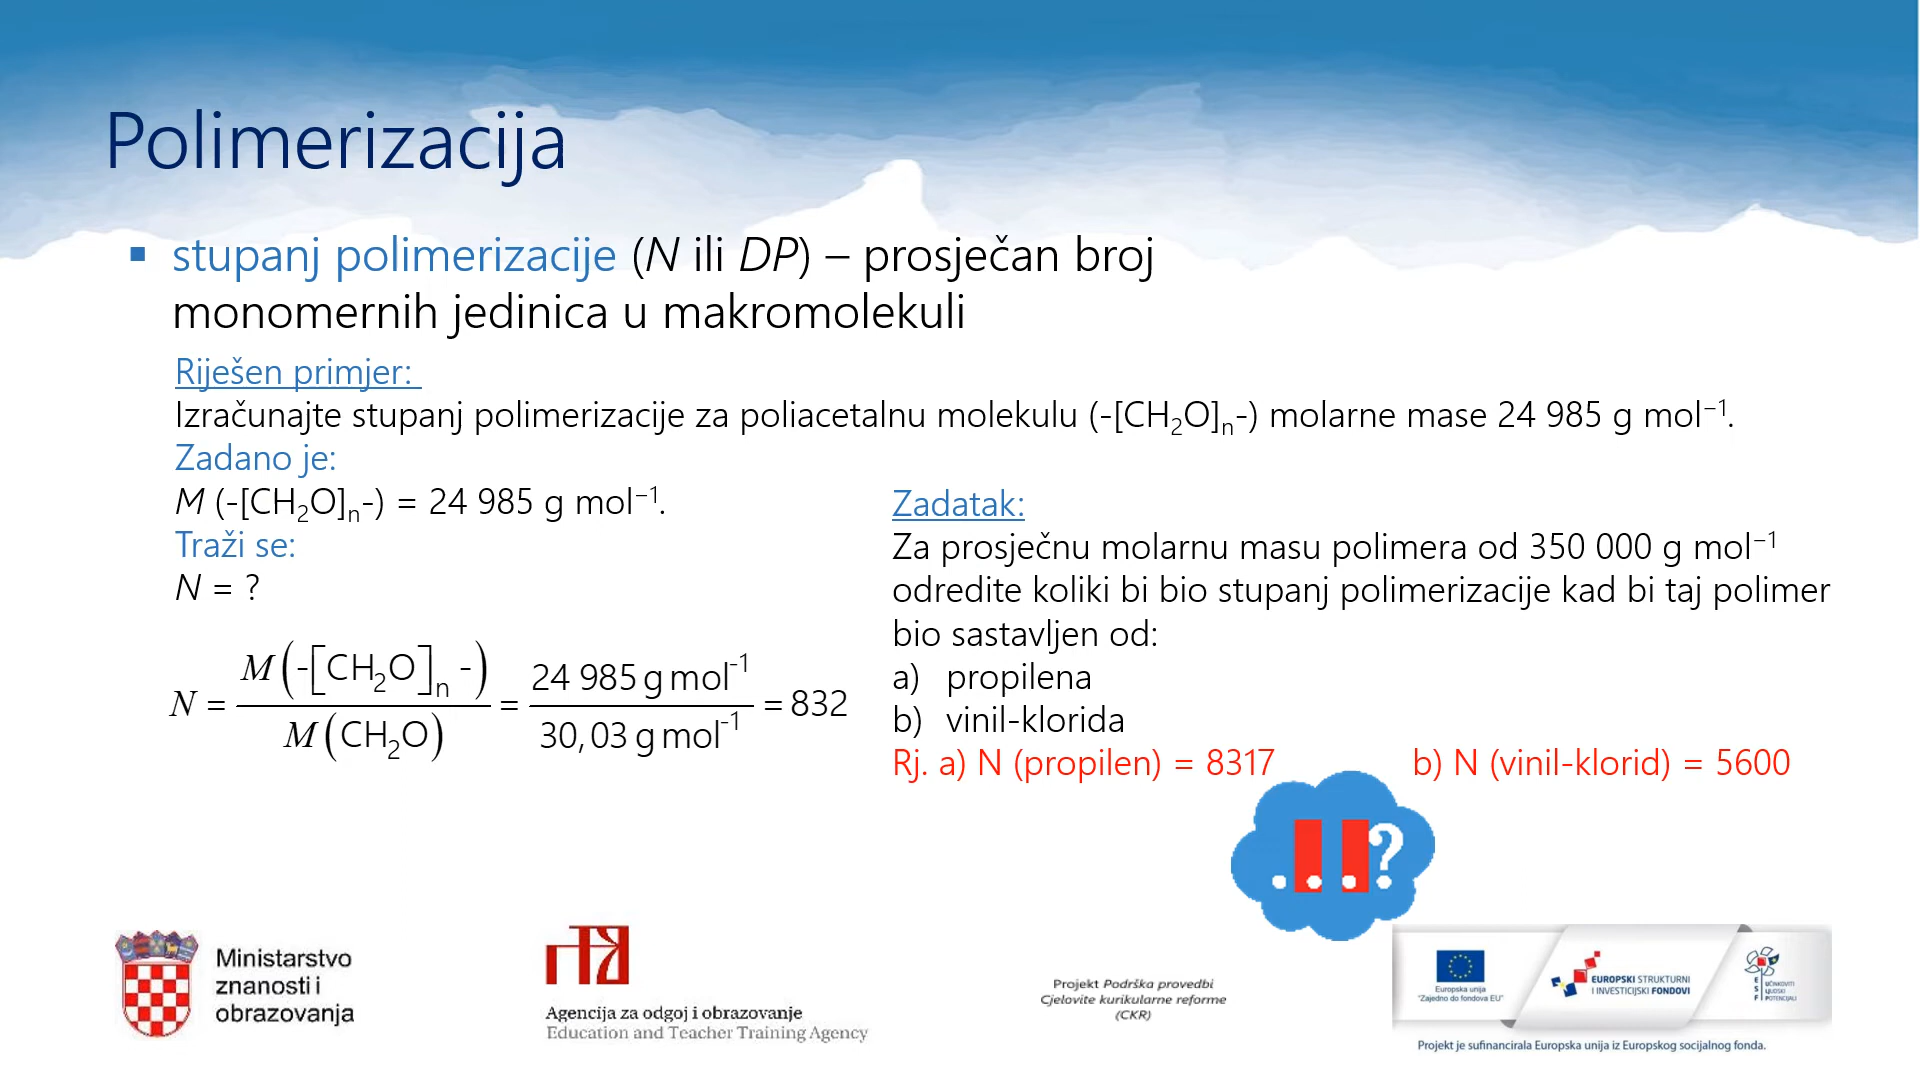 Polimerizacija
▪ stupanj polimerizacije (N ili DP) – prosječan broj
monomernih jedinica u makromolekuli
Riješen primjer:
Izračunajte stupanj polimerizacije za poliacetalnu molekulu (-[CH₂O]ₙ-) molarne mase 24 985 g mol⁻¹.
Zadano je:
M (-[CH₂O]ₙ-) = 24 985 g mol⁻¹.
Traži se:
N = ?
N = M(-[CH₂O]ₙ -) / M(CH₂O) = 24 985 g mol⁻¹ / 30,03 g mol⁻¹ = 832
Zadatak:
Za prosječnu molarnu masu polimera od 350 000 g mol⁻¹
odredite koliki bi bio stupanj polimerizacije kad bi taj polimer
bio sastavljen od:
a) propilena
b) vinil-klorida
Rj. a) N (propilen) = 8317 b) N (vinil-klorid) = 5600
. . . ?
Ministarstvo
znanosti i
obrazovanja
Agencija za odgoj i obrazovanje
Education and Teacher Training Agency
Projekt Podrška provedbi
Cjelovite kurikularne reforme
(CKR)
Europska unija
"Zajedno do fondova EU"
EUROPSKI STRUKTURNI
I INVESTICIJSKI FONDOVI
ESF
UČINKOVITI
LJUDSKI
POTENCIJALI
Projekt je sufinancirala Europska unija iz Europskog socijalnog fonda.